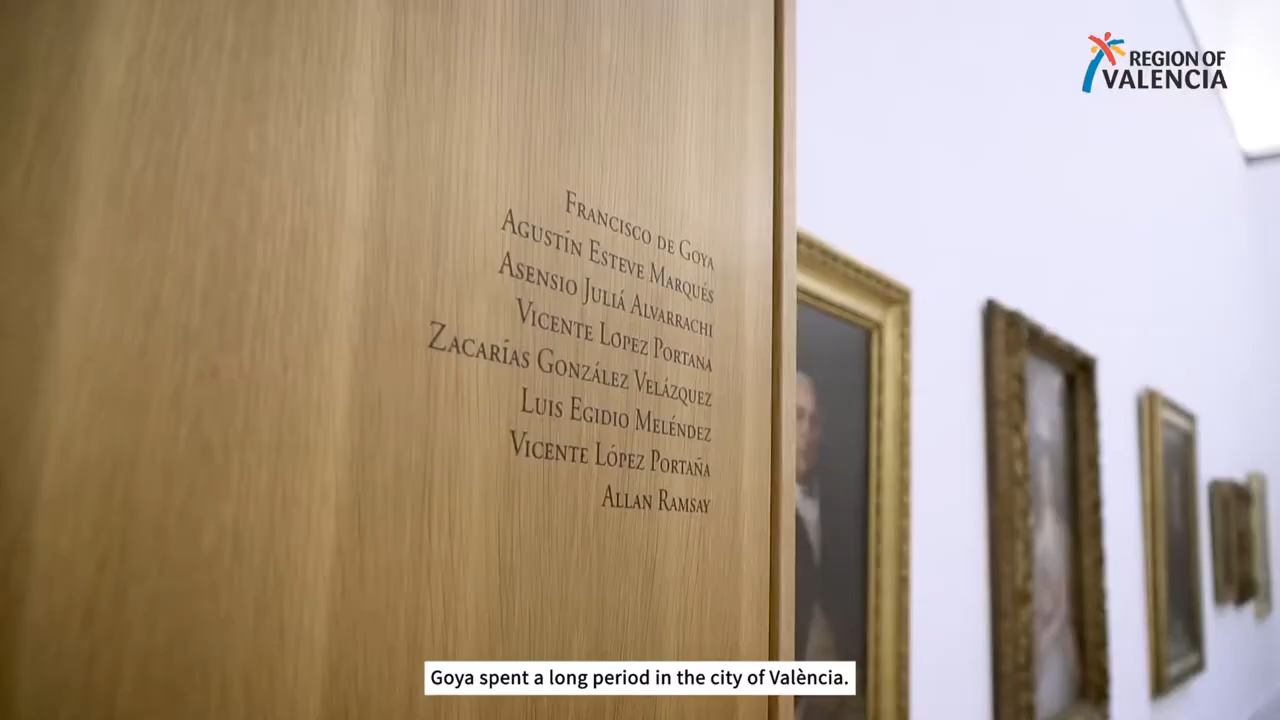 REGION OF
VALENCIA
FRANCISCO DE GOYA
AGUSTÍN ESTEVE MARQUÉS
ASENSIO JULIÁ ALVARRACHI
VICENTE LÓPEZ PORTANA
ZACARÍAS GONZÁLEZ VELÁZQUEZ
LUIS EGIDIO MELÉNDEZ
VICENTE LÓPEZ PORTAÑA
ALLAN RAMSAY
Goya spent a long period in the city of València.